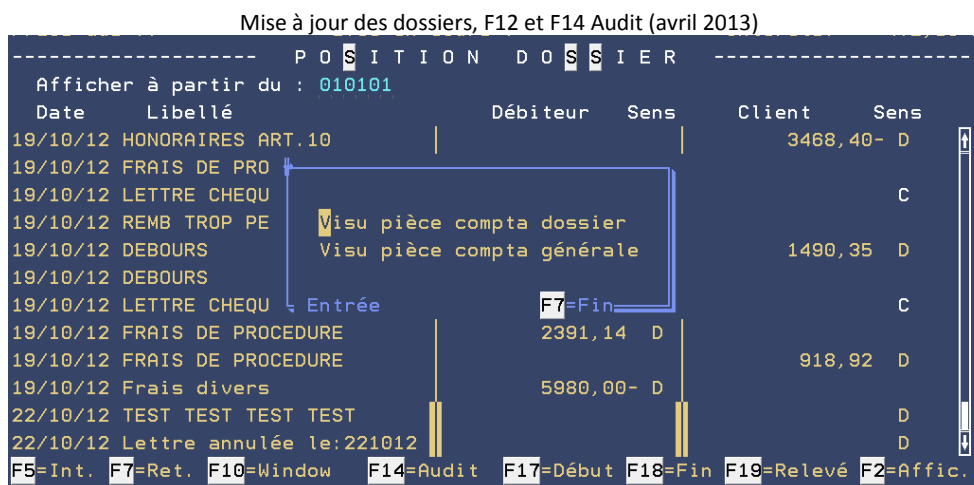 Mise à jour des dossiers, F12 et F14 Audit (avril 2013)
------------------- P O S I T I O N   D O S S I E R -------------------
Afficher à partir du : 010101
Date Libellé Débiteur Sens Client Sens
19/10/12 HONORAIRES ART.10 3468,40- D
19/10/12 FRAIS DE PRO
19/10/12 LETTRE CHEQU C
19/10/12 REMB TROP PE Visu pièce compta dossier
19/10/12 DEBOURS Visu pièce compta générale 1490,35 D
19/10/12 DEBOURS
19/10/12 LETTRE CHEQU Entrée F7=Fin C
19/10/12 FRAIS DE PROCEDURE 2391,14 D
19/10/12 FRAIS DE PROCEDURE 918,92 D
19/10/12 Frais divers 5980,00- D
22/10/12 TEST TEST TEST TEST D
22/10/12 Lettre annulée le:221012 D
F5=Int. F7=Ret. F10=Window F14=Audit F17=Début F18=Fin F19=Relevé F2=Affic.